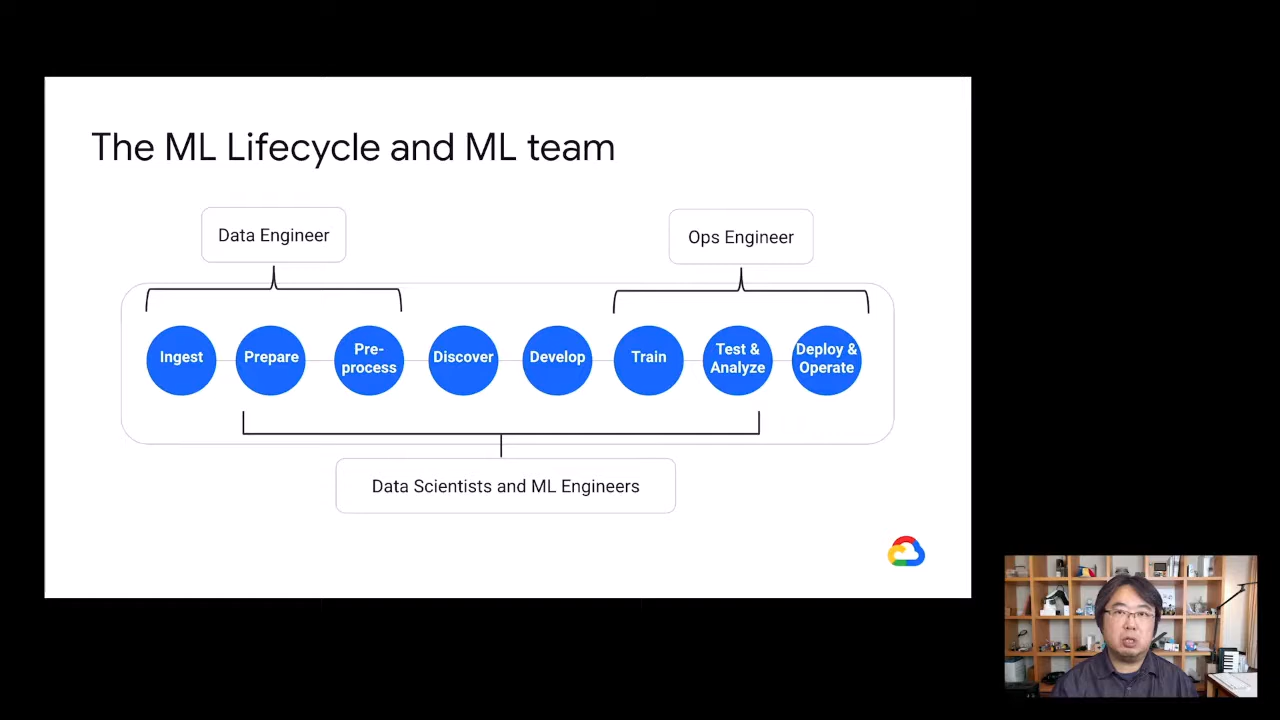 The ML Lifecycle and ML team
Data Engineer
Ops Engineer
Ingest
Prepare
Pre-
process
Discover
Develop
Train
Test &
Analyze
Deploy &
Operate
Data Scientists and ML Engineers